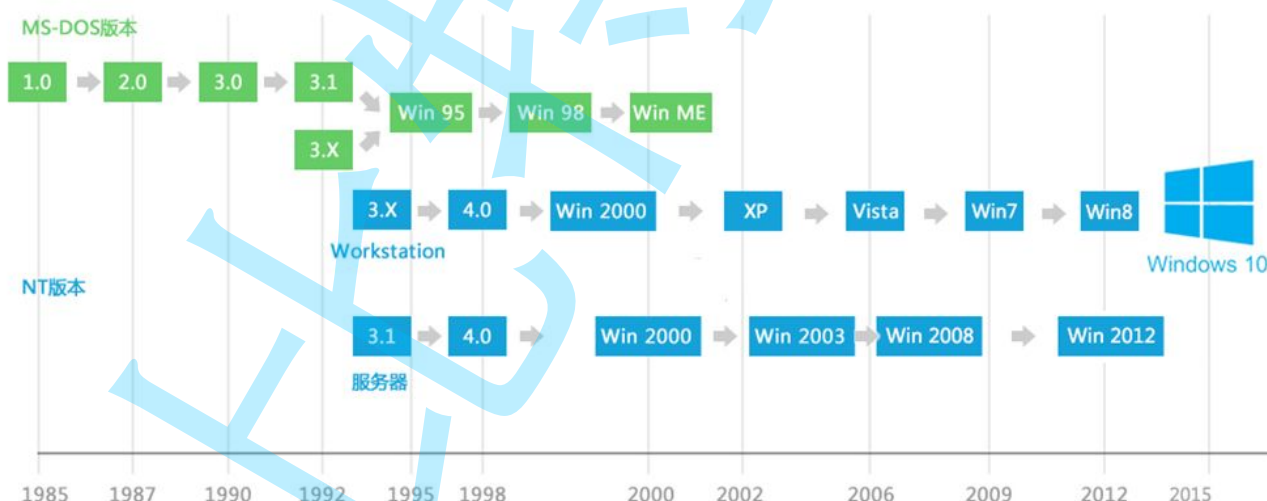 MS-DOS版本
1.0 2.0 3.0 3.1
Win 95 Win 98 Win ME
3.X
3.X 4.0 Win 2000 XP Vista Win7 Win8
Workstation
Windows 10
NT版本
3.1 4.0 Win 2000 Win 2003 Win 2008 Win 2012
服务器
1985 1987 1990 1992 1995 1998 2000 2002 2006 2009 2012 2015